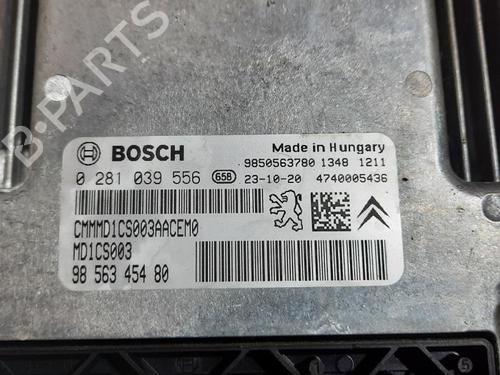 BOSCH
Made in Hungary
9850563780 1348 1211
0 281 039 556 658 23-10-20 4740005436
CMMMD1CS003AACEM0
MD1CS003
98 563 454 80